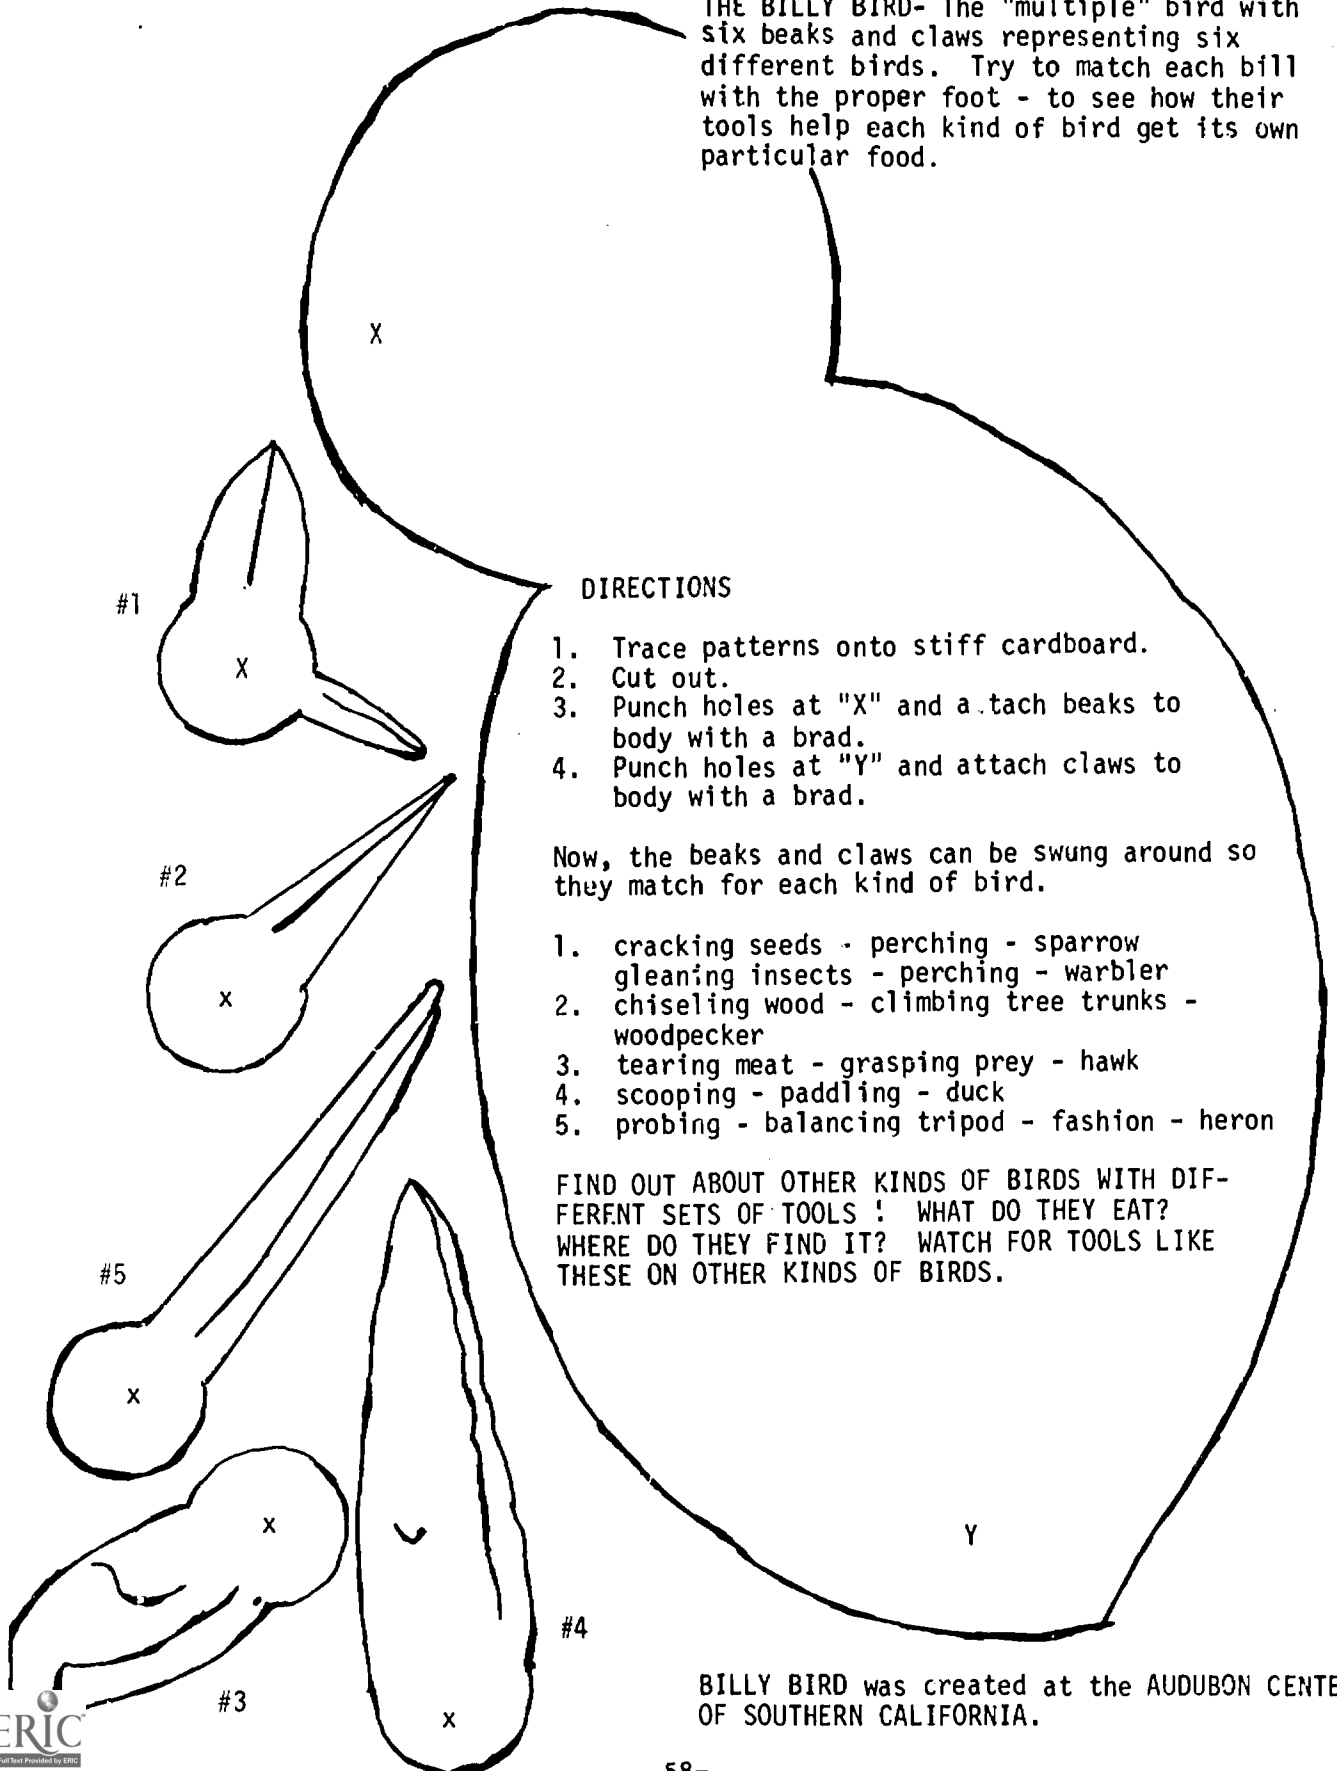 THE BILLY BIRD- The "multiple" bird with
six beaks and claws representing six
different birds. Try to match each bill
with the proper foot - to see how their
tools help each kind of bird get its own
particular food.
X
#1
X
DIRECTIONS
1. Trace patterns onto stiff cardboard.
2. Cut out.
3. Punch holes at "X" and a.tach beaks to
body with a brad.
4. Punch holes at "Y" and attach claws to
body with a brad.
Now, the beaks and claws can be swung around so
they match for each kind of bird.
#2
x
1. cracking seeds - perching - sparrow
gleaning insects - perching - warbler
2. chiseling wood - climbing tree trunks -
woodpecker
3. tearing meat - grasping prey - hawk
4. scooping - paddling - duck
5. probing - balancing tripod - fashion - heron
FIND OUT ABOUT OTHER KINDS OF BIRDS WITH DIF-
FERENT SETS OF TOOLS ! WHAT DO THEY EAT?
WHERE DO THEY FIND IT? WATCH FOR TOOLS LIKE
THESE ON OTHER KINDS OF BIRDS.
#5
x
x
Y
#4
#3
x
BILLY BIRD was created at the AUDUBON CENTE
OF SOUTHERN CALIFORNIA.
ERIC
Full Text Provided by ERIC
58-